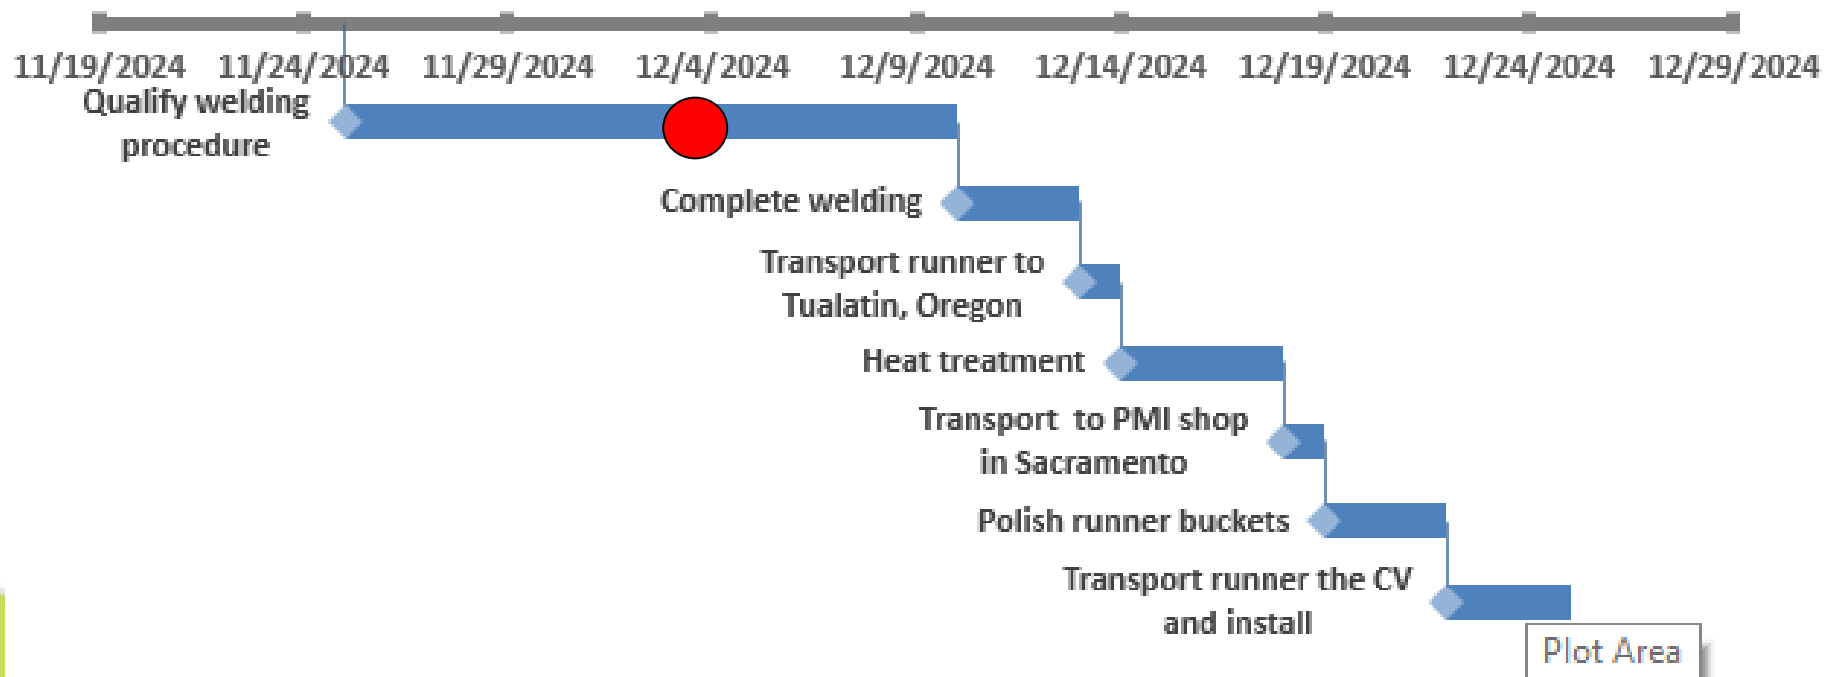 11/19/2024 11/24/2024 11/29/2024 12/4/2024 12/9/2024 12/14/2024 12/19/2024 12/24/2024 12/29/2024
Qualify welding
procedure
Complete welding
Transport runner to
Tualatin, Oregon
Heat treatment
Transport  to PMI shop
in Sacramento
Polish runner buckets
Transport runner the CV
and install
Plot Area